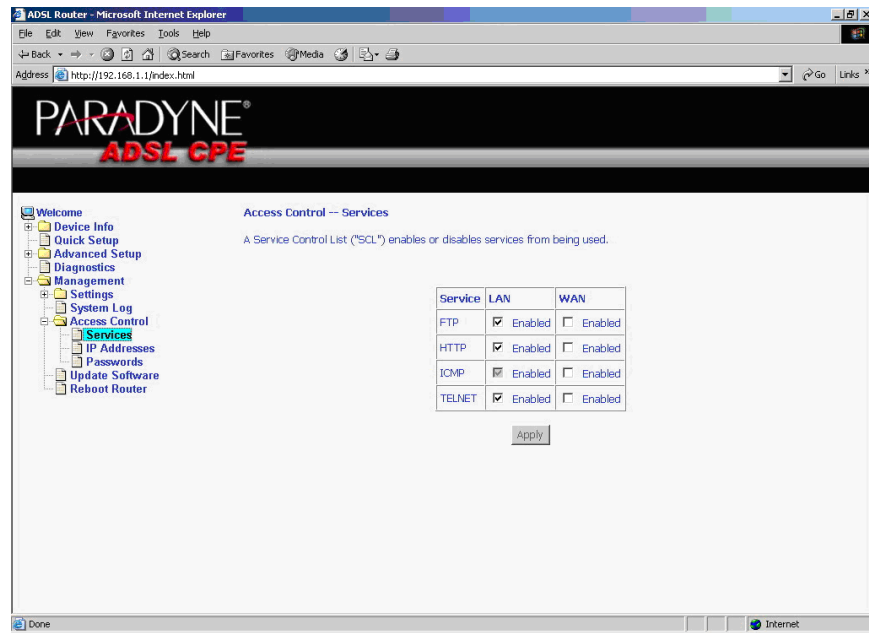 ADSL Router - Microsoft Internet Explorer
File Edit View Favorites Tools Help
Back Search Favorites Media
Address http://192.168.1.1/index.html Go Links »
PARADYNE®
ADSL CPE
Welcome
Device Info
Quick Setup
Advanced Setup
Diagnostics
Management
Settings
System Log
Access Control
Services
IP Addresses
Passwords
Update Software
Reboot Router
Access Control -- Services
A Service Control List ("SCL") enables or disables services from being used.
Service LAN WAN
FTP Enabled Enabled
HTTP Enabled Enabled
ICMP Enabled Enabled
TELNET Enabled Enabled
Apply
Done Internet